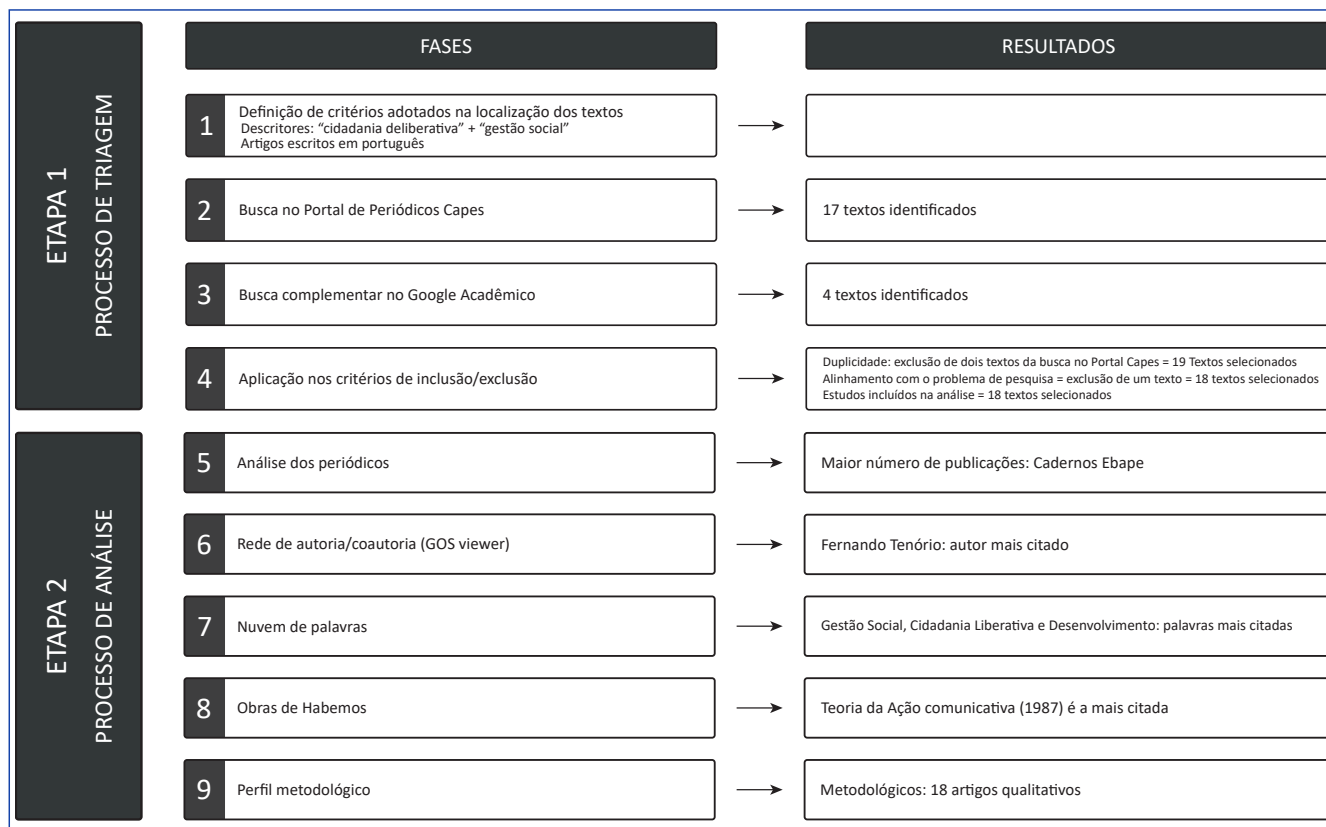 ETAPA 1
PROCESSO DE TRIAGEM
FASES
RESULTADOS
1
Definição de critérios adotados na localização dos textos
Descritores: “cidadania deliberativa” + “gestão social”
Artigos escritos em português
2
Busca no Portal de Periódicos Capes
17 textos identificados
3
Busca complementar no Google Acadêmico
4 textos identificados
4
Aplicação nos critérios de inclusão/exclusão
Duplicidade: exclusão de dois textos da busca no Portal Capes = 19 Textos selecionados
Alinhamento com o problema de pesquisa = exclusão de um texto = 18 textos selecionados
Estudos incluídos na análise = 18 textos selecionados
ETAPA 2
PROCESSO DE ANÁLISE
5
Análise dos periódicos
Maior número de publicações: Cadernos Ebape
6
Rede de autoria/coautoria (GOS viewer)
Fernando Tenório: autor mais citado
7
Nuvem de palavras
Gestão Social, Cidadania Liberativa e Desenvolvimento: palavras mais citadas
8
Obras de Habemos
Teoria da Ação comunicativa (1987) é a mais citada
9
Perfil metodológico
Metodológicos: 18 artigos qualitativos